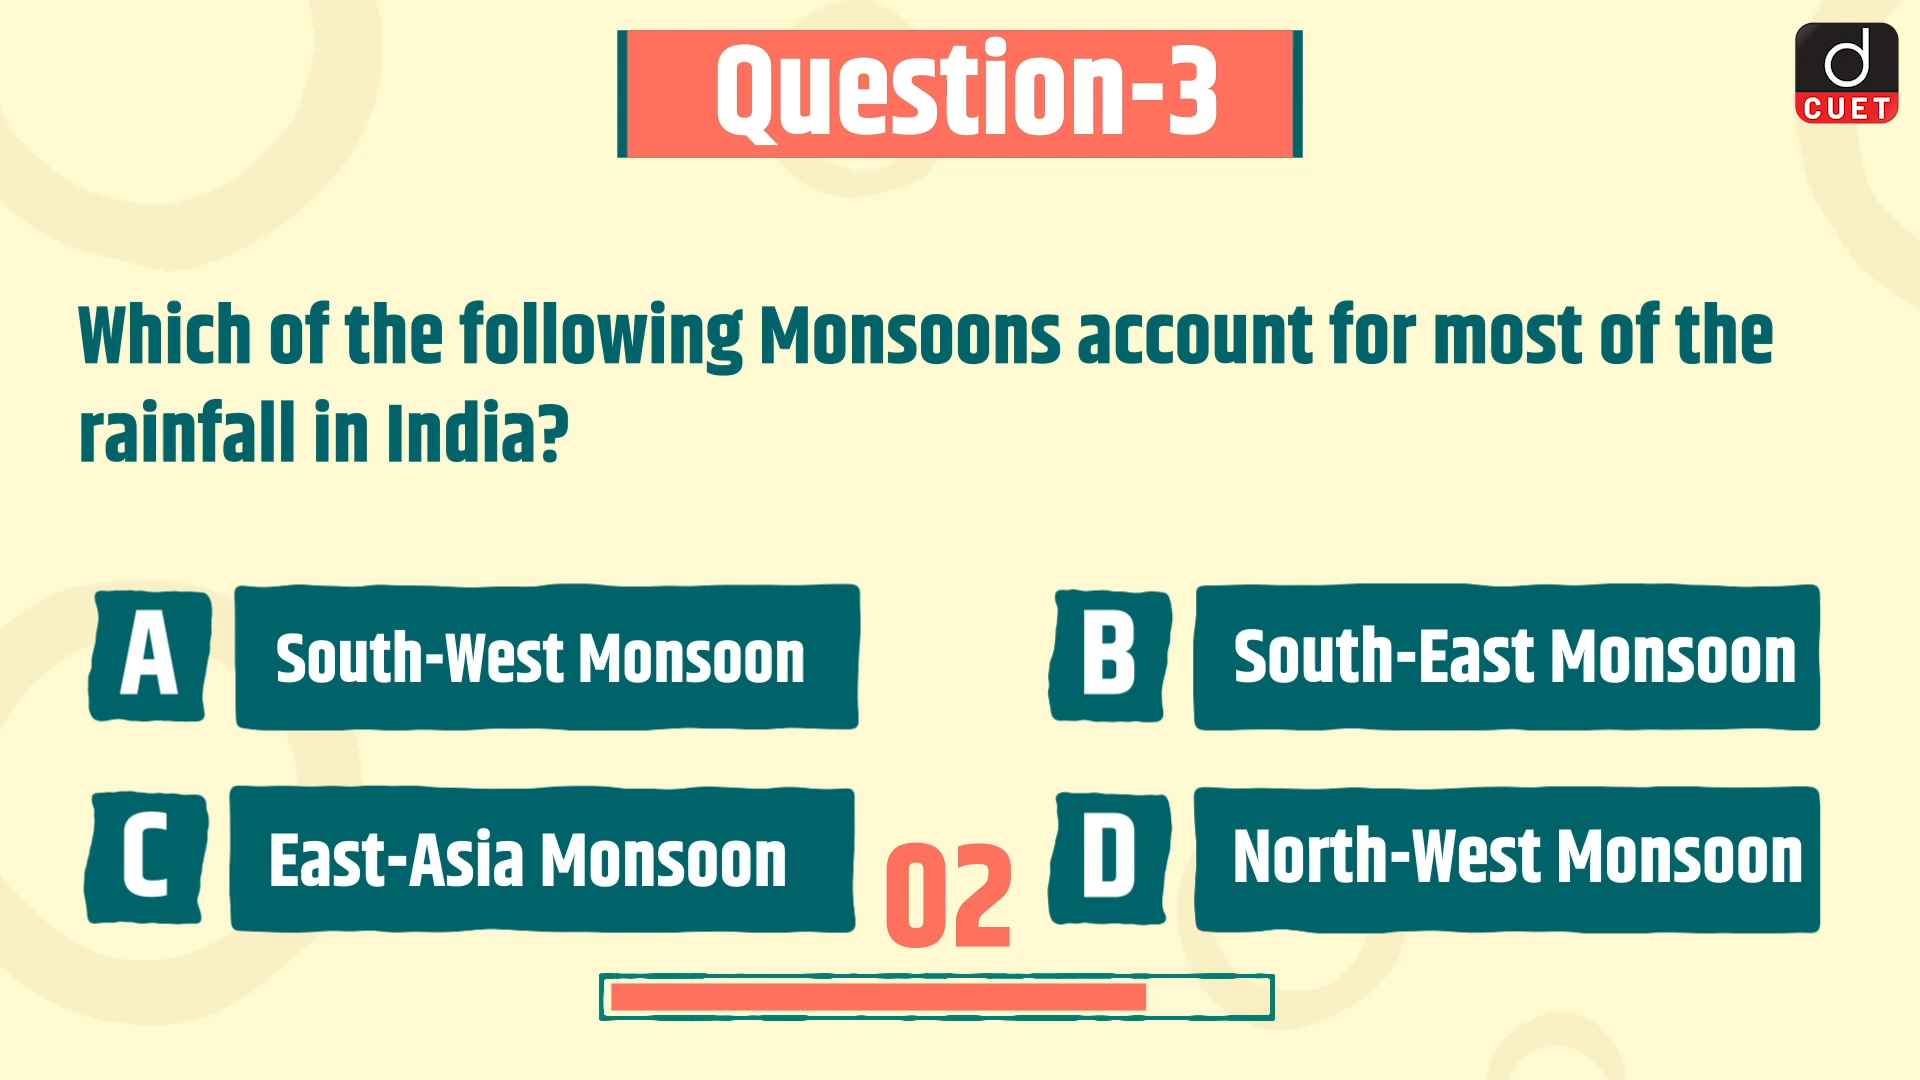 Question-3
d
CUET
Which of the following Monsoons account for most of the
rainfall in India?
A South-West Monsoon
B South-East Monsoon
C East-Asia Monsoon
D North-West Monsoon
02